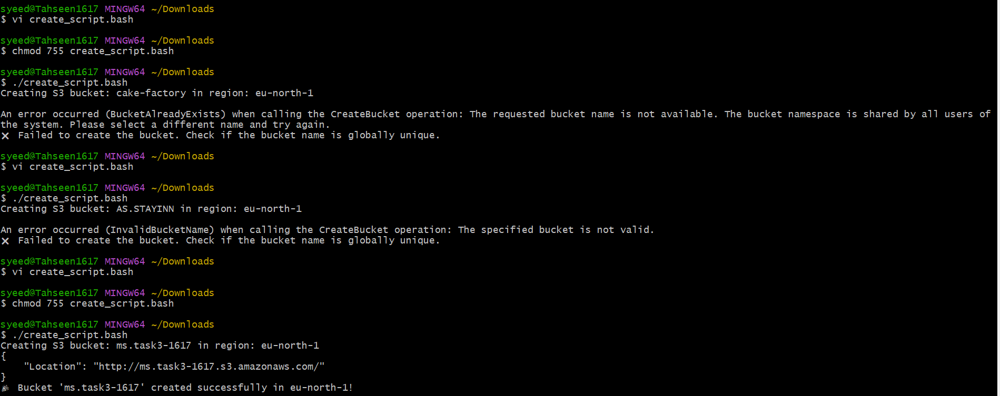 syeed@Tahseen1617 MINGW64 ~/Downloads
$ vi create_script.bash
syeed@Tahseen1617 MINGW64 ~/Downloads
$ chmod 755 create_script.bash
syeed@Tahseen1617 MINGW64 ~/Downloads
$ ./create_script.bash
Creating S3 bucket: cake-factory in region: eu-north-1
An error occurred (BucketAlreadyExists) when calling the CreateBucket operation: The requested bucket name is not available. The bucket namespace is shared by all users of
the system. Please select a different name and try again.
❌ Failed to create the bucket. Check if the bucket name is globally unique.
syeed@Tahseen1617 MINGW64 ~/Downloads
$ vi create_script.bash
syeed@Tahseen1617 MINGW64 ~/Downloads
$ ./create_script.bash
Creating S3 bucket: AS.STAYINN in region: eu-north-1
An error occurred (InvalidBucketName) when calling the CreateBucket operation: The specified bucket is not valid.
❌ Failed to create the bucket. Check if the bucket name is globally unique.
syeed@Tahseen1617 MINGW64 ~/Downloads
$ vi create_script.bash
syeed@Tahseen1617 MINGW64 ~/Downloads
$ chmod 755 create_script.bash
syeed@Tahseen1617 MINGW64 ~/Downloads
$ ./create_script.bash
Creating S3 bucket: ms.task3-1617 in region: eu-north-1
{
    "Location": "http://ms.task3-1617.s3.amazonaws.com/"
}
🎉 Bucket 'ms.task3-1617' created successfully in eu-north-1!